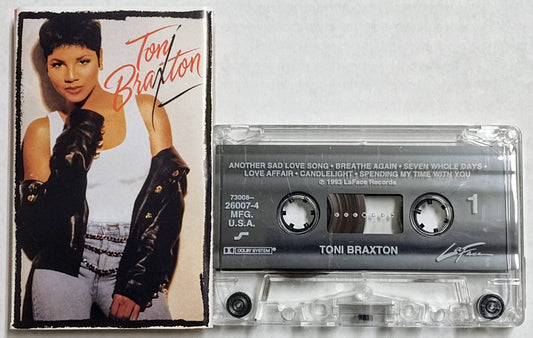 Toni
Braxton
ANOTHER SAD LOVE SONG • BREATHE AGAIN • SEVEN WHOLE DAYS •
LOVE AFFAIR • CANDLELIGHT • SPENDING MY TIME WITH YOU
℗ 1993 LaFace Records
73008–
26007-4
MFG.
U.S.A.
1
DOLBY SYSTEM
TONI BRAXTON
LaFace